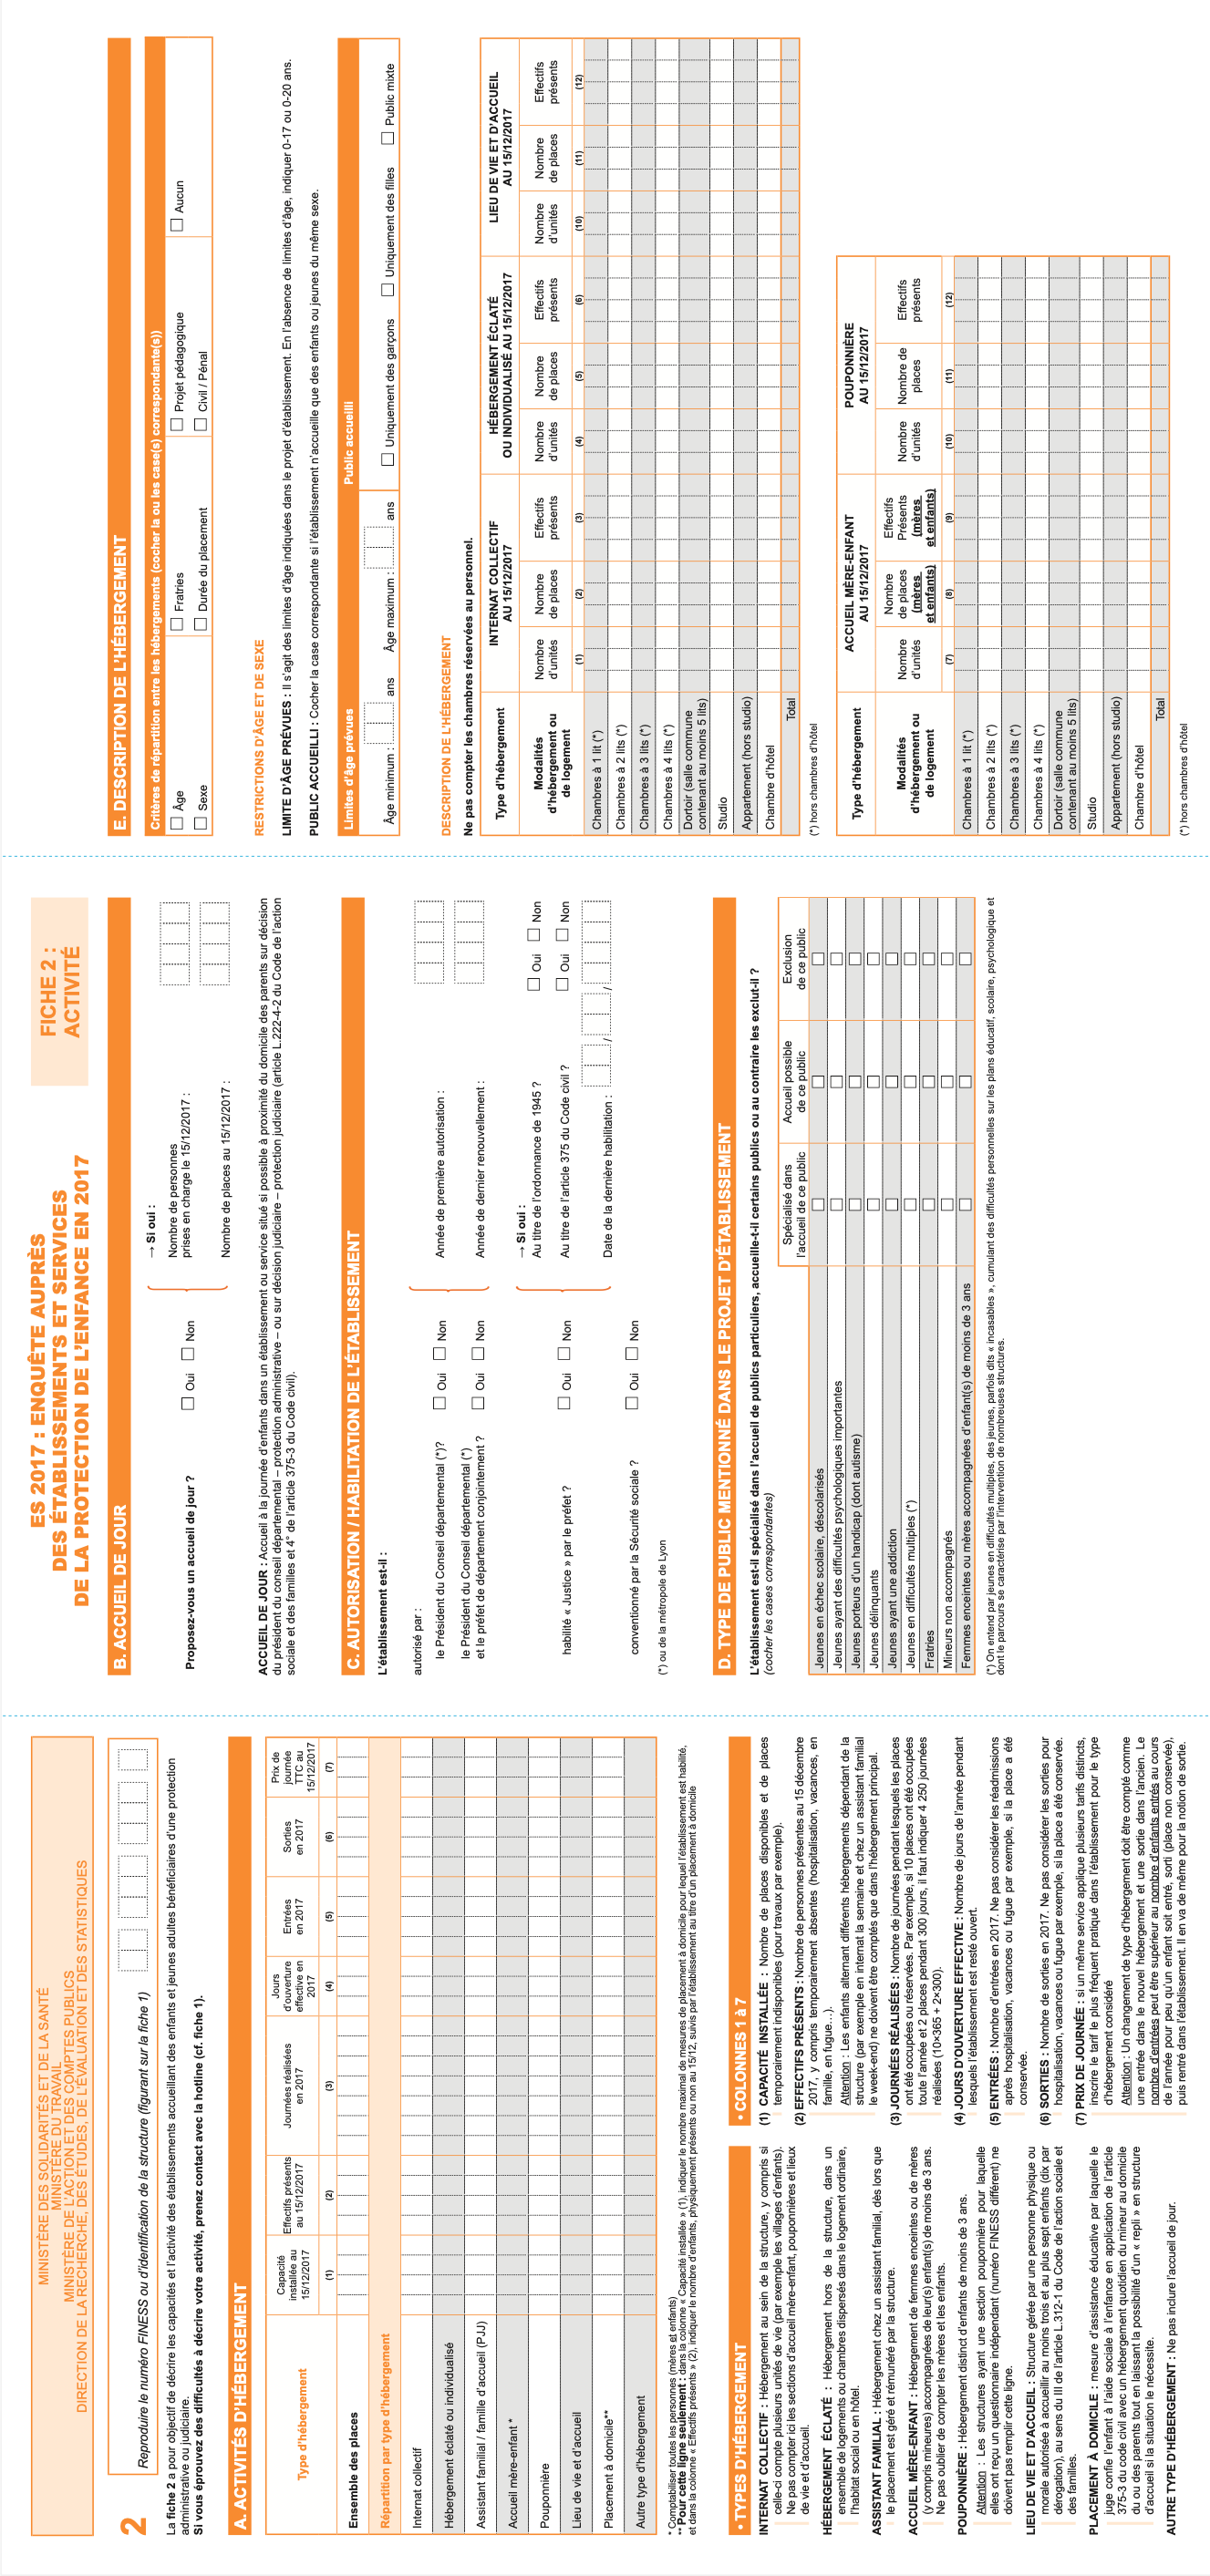 MINISTÈRE DES SOLIDARITÉS ET DE LA SANTÉ
MINISTÈRE DU TRAVAIL
MINISTÈRE DE L'ACTION ET DES COMPTES PUBLICS
DIRECTION DE LA RECHERCHE, DES ÉTUDES, DE L'ÉVALUATION ET DES STATISTIQUES
ES 2017 : ENQUÊTE AUPRÈS
DES ÉTABLISSEMENTS ET SERVICES
DE LA PROTECTION DE L'ENFANCE EN 2017
FICHE 2 :
ACTIVITÉ
2
Reproduire le numéro FINESS ou d'identification de la structure (figurant sur la fiche 1)
La fiche 2 a pour objectif de décrire les capacités et l'activité des établissements accueillant des enfants et jeunes adultes bénéficiaires d'une protection
administrative ou judiciaire.
Si vous éprouvez des difficultés à décrire votre activité, prenez contact avec la hotline (cf. fiche 1).
A. ACTIVITÉS D'HÉBERGEMENT
Type d'hébergement
Capacité
installée au
15/12/2017
Effectifs présents
au 15/12/2017
Journées réalisées
en 2017
Jours
d'ouverture
effective en
2017
Entrées
en 2017
Sorties
en 2017
Prix de
journée
TTC au
15/12/2017
(1) (2) (3) (4) (5) (6) (7)
Ensemble des places
Répartition par type d'hébergement
Internat collectif
Hébergement éclaté ou individualisé
Assistant familial / famille d'accueil (PJJ)
Accueil mère-enfant *
Pouponnière
Lieu de vie et d'accueil
Placement à domicile**
Autre type d'hébergement
* Comptabiliser toutes les personnes (mères et enfants)
** Pour cette ligne seulement : dans la colonne « Capacité installée » (1), indiquer le nombre maximal de mesures de placement à domicile pour lequel l'établissement est habilité,
et dans la colonne « Effectifs présents » (2), indiquer le nombre d'enfants, physiquement présents ou non au 15/12, suivis par l'établissement au titre d'un placement à domicile
• TYPES D'HÉBERGEMENT
INTERNAT COLLECTIF : Hébergement au sein de la structure, y compris si
celle-ci compte plusieurs unités de vie (par exemple les villages d'enfants).
Ne pas compter ici les sections d'accueil mère-enfant, pouponnières et lieux
de vie et d'accueil.
HÉBERGEMENT ÉCLATÉ : Hébergement hors de la structure, dans un
ensemble de logements ou chambres dispersés dans le logement ordinaire,
l'habitat social ou en hôtel.
ASSISTANT FAMILIAL : Hébergement chez un assistant familial, dès lors que
le placement est géré et rémunéré par la structure.
ACCUEIL MÈRE-ENFANT : Hébergement de femmes enceintes ou de mères
(y compris mineures) accompagnées de leur(s) enfant(s) de moins de 3 ans.
Ne pas oublier de compter les mères et les enfants.
POUPONNIÈRE : Hébergement distinct d'enfants de moins de 3 ans.
Attention : Les structures ayant une section pouponnière pour laquelle
elles ont reçu un questionnaire indépendant (numéro FINESS différent) ne
doivent pas remplir cette ligne.
LIEU DE VIE ET D'ACCUEIL : Structure gérée par une personne physique ou
morale autorisée à accueillir au moins trois et au plus sept enfants (dix par
dérogation), au sens du III de l'article L.312-1 du Code de l'action sociale et
des familles.
PLACEMENT À DOMICILE : mesure d'assistance éducative par laquelle le
juge confie l'enfant à l'aide sociale à l'enfance en application de l'article
375-3 du code civil avec un hébergement quotidien du mineur au domicile
du ou des parents tout en laissant la possibilité d'un « repli » en structure
d'accueil si la situation le nécessite.
AUTRE TYPE D'HÉBERGEMENT : Ne pas inclure l'accueil de jour.
• COLONNES 1 à 7
(1) CAPACITÉ INSTALLÉE : Nombre de places disponibles et de places
temporairement indisponibles (pour travaux par exemple).
(2) EFFECTIFS PRÉSENTS : Nombre de personnes présentes au 15 décembre
2017, y compris temporairement absentes (hospitalisation, vacances, en
famille, en fugue…).
Attention : Les enfants alternant différents hébergements dépendant de la
structure (par exemple en internat la semaine et chez un assistant familial
le week-end) ne doivent être comptés que dans l'hébergement principal.
(3) JOURNÉES RÉALISÉES : Nombre de journées pendant lesquels les places
ont été occupées ou réservées. Par exemple, si 10 places ont été occupées
toute l'année et 2 places pendant 300 jours, il faut indiquer 4 250 journées
réalisées (10×365 + 2×300).
(4) JOURS D'OUVERTURE EFFECTIVE : Nombre de jours de l'année pendant
lesquels l'établissement est resté ouvert.
(5) ENTRÉES : Nombre d'entrées en 2017. Ne pas considérer les réadmissions
après hospitalisation, vacances ou fugue par exemple, si la place a été
conservée.
(6) SORTIES : Nombre de sorties en 2017. Ne pas considérer les sorties pour
hospitalisation, vacances ou fugue par exemple, si la place a été conservée.
(7) PRIX DE JOURNÉE : si un même service applique plusieurs tarifs distincts,
inscrire le tarif le plus fréquent pratiqué dans l'établissement pour le type
d'hébergement considéré
Attention : Un changement de type d'hébergement doit être compté comme
une entrée dans le nouvel hébergement et une sortie dans l'ancien. Le
nombre d'entrées peut être supérieur au nombre d'enfants entrés au cours
de l'année pour peu qu'un enfant soit entré, sorti (place non conservée),
puis rentré dans l'établissement. Il en va de même pour la notion de sortie.
B. ACCUEIL DE JOUR
Proposez-vous un accueil de jour ?
Oui Non
→ Si oui :
Nombre de personnes
prises en charge le 15/12/2017 :
Nombre de places au 15/12/2017 :
ACCUEIL DE JOUR : Accueil à la journée d'enfants dans un établissement ou service situé si possible à proximité du domicile des parents sur décision
du président du conseil départemental – protection administrative – ou sur décision judiciaire – protection judiciaire (article L.222-4-2 du Code de l'action
sociale et des familles et 4° de l'article 375-3 du Code civil).
C. AUTORISATION / HABILITATION DE L'ÉTABLISSEMENT
L'établissement est-il :
autorisé par :
le Président du Conseil départemental (*)?
Oui Non
Année de première autorisation :
le Président du Conseil départemental (*)
et le préfet de département conjointement ?
Oui Non
Année de dernier renouvellement :
habilité « Justice » par le préfet ?
Oui Non
→ Si oui :
Au titre de l'ordonnance de 1945 ?
Oui Non
Au titre de l'article 375 du Code civil ?
Oui Non
Date de la dernière habilitation :
/ /
conventionné par la Sécurité sociale ?
Oui Non
(*) ou de la métropole de Lyon
D. TYPE DE PUBLIC MENTIONNÉ DANS LE PROJET D'ÉTABLISSEMENT
L'établissement est-il spécialisé dans l'accueil de publics particuliers, accueille-t-il certains publics ou au contraire les exclut-il ?
(cocher les cases correspondantes)
Spécialisé dans
l'accueil de ce public
Accueil possible
de ce public
Exclusion
de ce public
Jeunes en échec scolaire, déscolarisés
Jeunes ayant des difficultés psychologiques importantes
Jeunes porteurs d'un handicap (dont autisme)
Jeunes délinquants
Jeunes ayant une addiction
Jeunes en difficultés multiples (*)
Fratries
Mineurs non accompagnés
Femmes enceintes ou mères accompagnées d'enfant(s) de moins de 3 ans
(*) On entend par jeunes en difficultés multiples, des jeunes, parfois dits « incasables », cumulant des difficultés personnelles sur les plans éducatif, scolaire, psychologique et
dont le parcours se caractérise par l'intervention de nombreuses structures.
E. DESCRIPTION DE L'HÉBERGEMENT
Critères de répartition entre les hébergements (cocher la ou les case(s) correspondante(s))
Âge Fratries Projet pédagogique Aucun
Sexe Durée du placement Civil / Pénal
RESTRICTIONS D'ÂGE ET DE SEXE
LIMITE D'ÂGE PRÉVUES : Il s'agit des limites d'âge indiquées dans le projet d'établissement. En l'absence de limites d'âge, indiquer 0-17 ou 0-20 ans.
PUBLIC ACCUEILLI : Cocher la case correspondante si l'établissement n'accueille que des enfants ou jeunes du même sexe.
Limites d'âge prévues Public accueilli
Âge minimum : ans Âge maximum : ans Uniquement des garçons Uniquement des filles Public mixte
DESCRIPTION DE L'HÉBERGEMENT
Ne pas compter les chambres réservées au personnel.
Type d'hébergement
INTERNAT COLLECTIF
AU 15/12/2017
HÉBERGEMENT ÉCLATÉ
OU INDIVIDUALISÉ AU 15/12/2017
LIEU DE VIE ET D'ACCUEIL
AU 15/12/2017
Modalités
d'hébergement ou
de logement
Nombre
d'unités
Nombre
de places
Effectifs
présents
Nombre
d'unités
Nombre
de places
Effectifs
présents
Nombre
d'unités
Nombre
de places
Effectifs
présents
(1) (2) (3) (4) (5) (6) (10) (11) (12)
Chambres à 1 lit (*)
Chambres à 2 lits (*)
Chambres à 3 lits (*)
Chambres à 4 lits (*)
Dortoir (salle commune
contenant au moins 5 lits)
Studio
Appartement (hors studio)
Chambre d'hôtel
Total
(*) hors chambres d'hôtel
Type d'hébergement
ACCUEIL MÈRE-ENFANT
AU 15/12/2017
POUPONNIÈRE
AU 15/12/2017
Modalités
d'hébergement ou
de logement
Nombre
d'unités
Nombre
de places
(mères
et enfants)
Effectifs
Présents
(mères
et enfants)
Nombre
d'unités
Nombre de
places
Effectifs
présents
(7) (8) (9) (10) (11) (12)
Chambres à 1 lit (*)
Chambres à 2 lits (*)
Chambres à 3 lits (*)
Chambres à 4 lits (*)
Dortoir (salle commune
contenant au moins 5 lits)
Studio
Appartement (hors studio)
Chambre d'hôtel
Total
(*) hors chambres d'hôtel